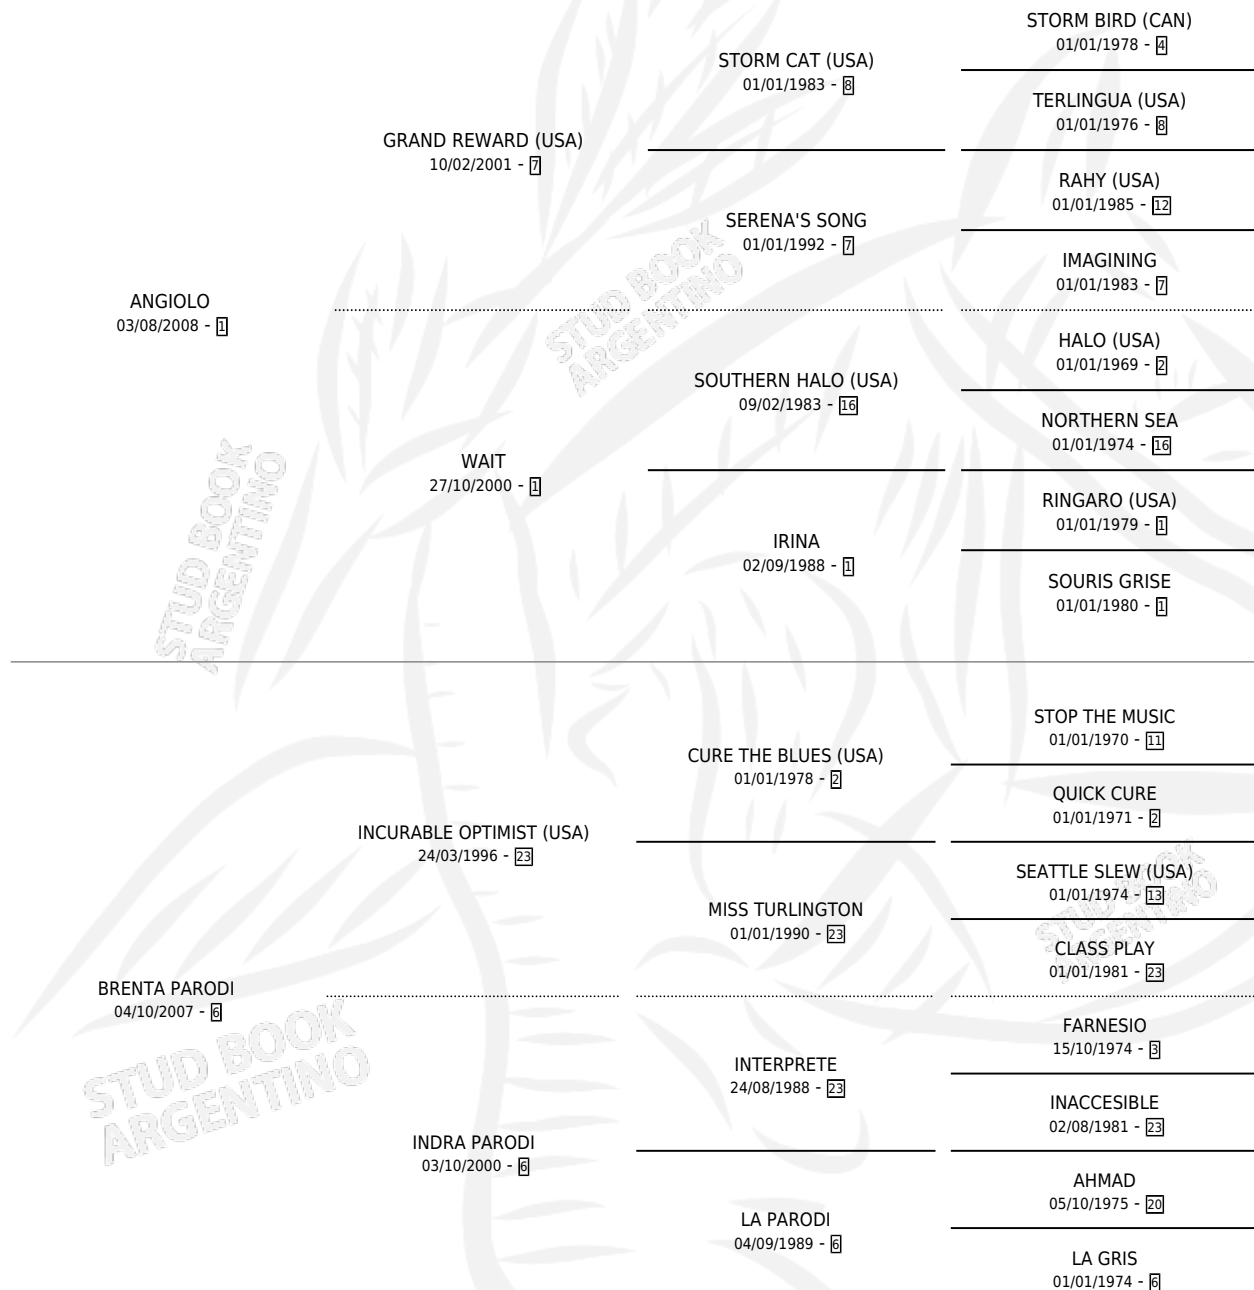 STORM BIRD (CAN)
01/01/1978 - 4
STORM CAT (USA)
01/01/1983 - 8
TERLINGUA (USA)
01/01/1976 - 8
GRAND REWARD (USA)
10/02/2001 - 7
RAHY (USA)
01/01/1985 - 12
SERENA'S SONG
01/01/1992 - 7
IMAGINING
01/01/1983 - 7
ANGIOLO
03/08/2008 - 1
HALO (USA)
01/01/1969 - 2
SOUTHERN HALO (USA)
09/02/1983 - 16
NORTHERN SEA
01/01/1974 - 16
WAIT
27/10/2000 - 1
RINGARO (USA)
01/01/1979 - 1
IRINA
02/09/1988 - 1
SOURIS GRISE
01/01/1980 - 1
STUD BOOK
ARGENTINO
STUD BOOK
ARGENTINO
STOP THE MUSIC
01/01/1970 - 11
CURE THE BLUES (USA)
01/01/1978 - 2
QUICK CURE
01/01/1971 - 2
INCURABLE OPTIMIST (USA)
24/03/1996 - 23
SEATTLE SLEW (USA)
01/01/1974 - 13
MISS TURLINGTON
01/01/1990 - 23
CLASS PLAY
01/01/1981 - 23
BRENTA PARODI
04/10/2007 - 6
FARNESIO
15/10/1974 - 3
INTERPRETE
24/08/1988 - 23
INACCESIBLE
02/08/1981 - 23
INDRA PARODI
03/10/2000 - 6
AHMAD
05/10/1975 - 20
LA PARODI
04/09/1989 - 6
LA GRIS
01/01/1974 - 6
STUD BOOK
ARGENTINO
STUD BOOK
ARGENTINO